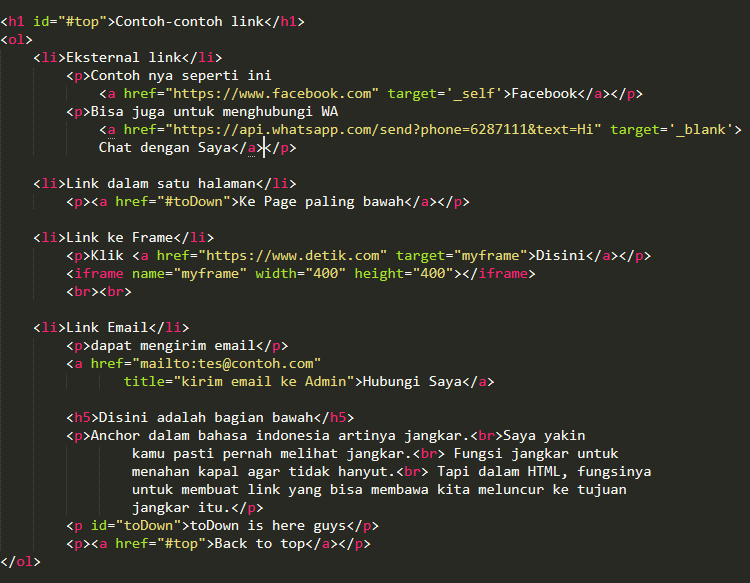 <h1 id="#top">Contoh-contoh link</h1>
<ol>
<li>Eksternal link</li>
<p>Contoh nya seperti ini
<a href="https://www.facebook.com" target='_self'>Facebook</a></p>
<p>Bisa juga untuk menghubungi WA
<a href="https://api.whatsapp.com/send?phone=6287111&text=Hi" target='_blank'>
Chat dengan Saya</a></p>
<li>Link dalam satu halaman</li>
<p><a href="#toDown">Ke Page paling bawah</a></p>
<li>Link ke Frame</li>
<p>Klik <a href="https://www.detik.com" target="myframe">Disini</a></p>
<iframe name="myframe" width="400" height="400"></iframe>
<br><br>
<li>Link Email</li>
<p>dapat mengirim email</p>
<a href="mailto:tes@contoh.com"
title="kirim email ke Admin">Hubungi Saya</a>
<h5>Disini adalah bagian bawah</h5>
<p>Anchor dalam bahasa indonesia artinya jangkar.<br>Saya yakin
kamu pasti pernah melihat jangkar.<br> Fungsi jangkar untuk
menahan kapal agar tidak hanyut.<br> Tapi dalam HTML, fungsinya
untuk membuat link yang bisa membawa kita meluncur ke tujuan
jangkar itu.</p>
<p id="toDown">toDown is here guys</p>
<p><a href="#top">Back to top</a></p>
</ol>